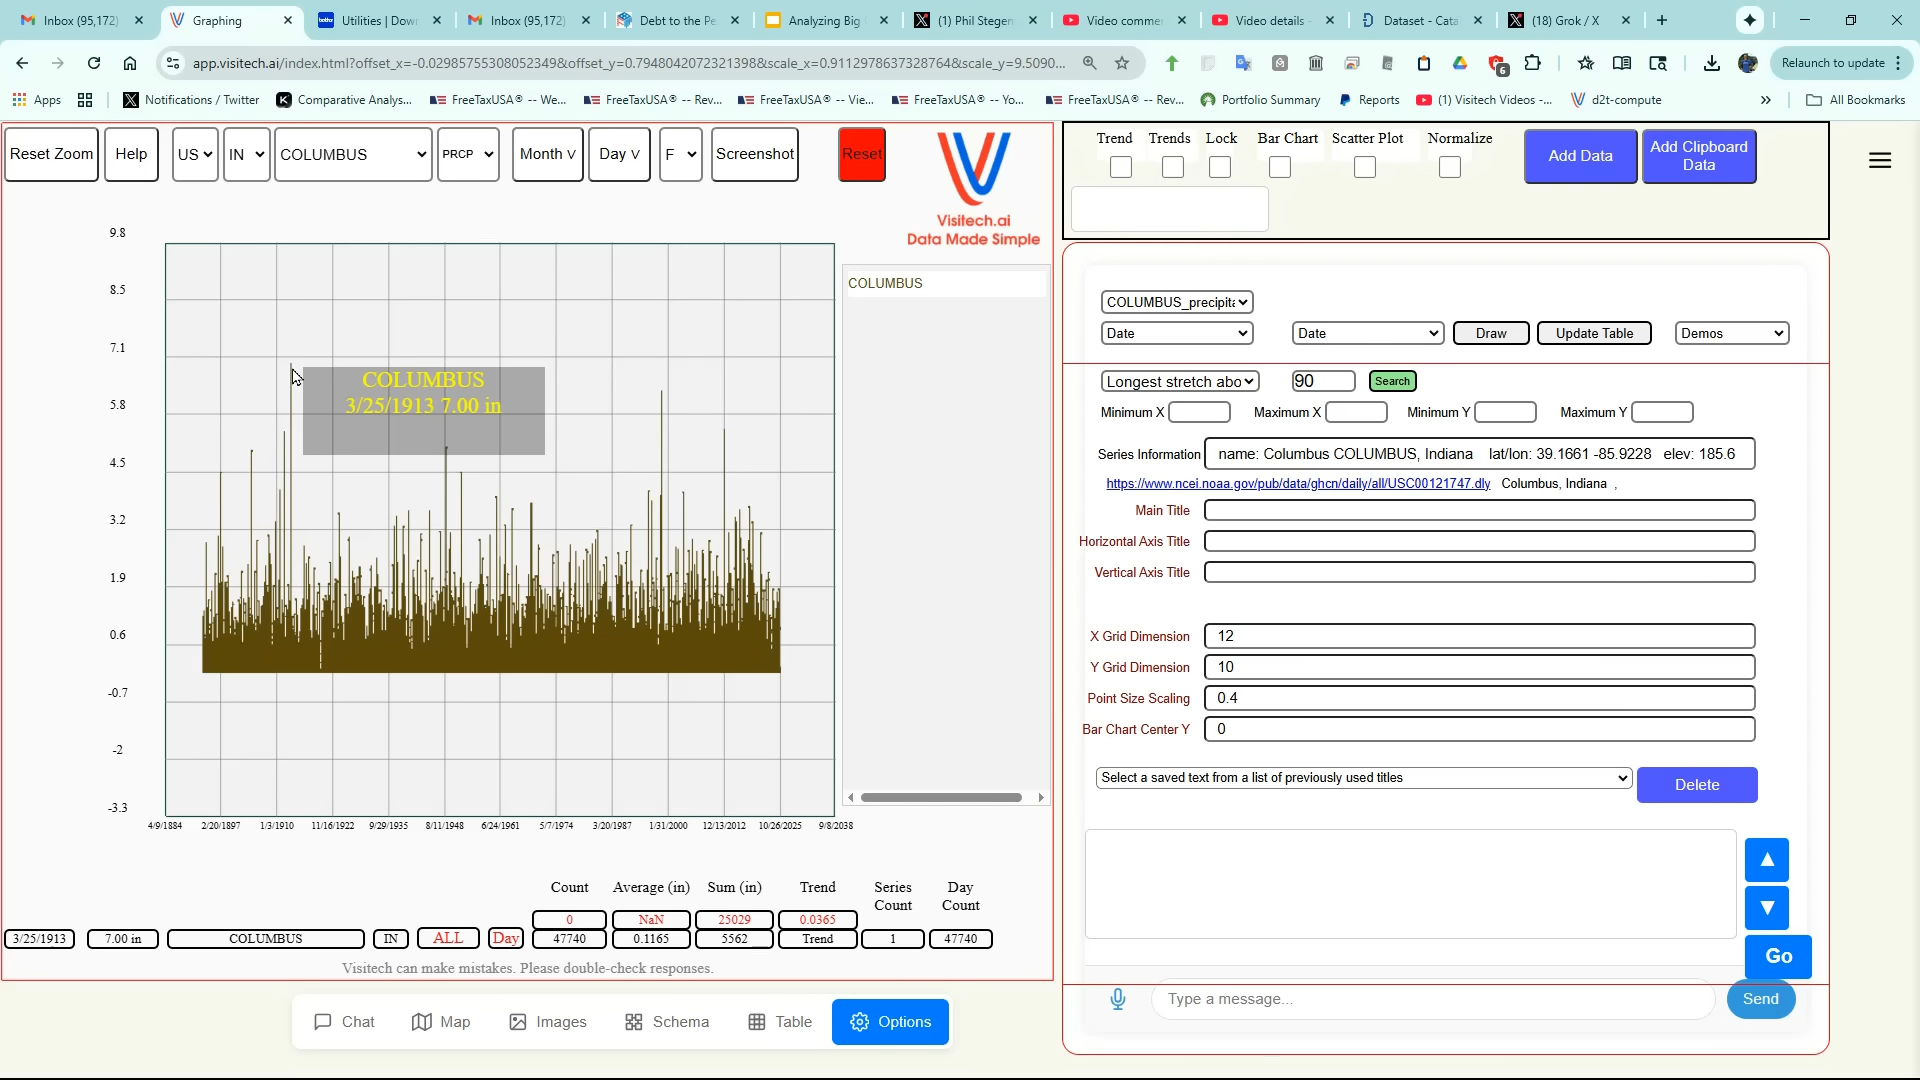 Inbox (95,172)
Graphing
Utilities | Dow
Inbox (95,172)
Debt to the Pe
Analyzing Big
(1) Phil Stegen
Video comme
Video details
Dataset - Cata
(18) Grok / X
app.visitech.ai/index.html?offset_x=-0.02985755308052349&offset_y=0.7948042072321398&scale_x=0.9112978637328764&scale_y=9.5090...
6
Relaunch to update
Apps
Notifications / Twitter
Comparative Analys...
FreeTaxUSA® -- We...
FreeTaxUSA® -- Rev...
FreeTaxUSA® -- Vie...
FreeTaxUSA® -- Yo...
FreeTaxUSA® -- Rev...
Portfolio Summary
Reports
(1) Visitech Videos -...
d2t-compute
»
All Bookmarks
Reset Zoom
Help
US
IN
COLUMBUS
PRCP
Month V
Day V
F
Screenshot
Reset
Visitech.ai
Data Made Simple
Trend
Trends
Lock
Bar Chart
Scatter Plot
Normalize
Add Data
Add Clipboard
Data
9.8
8.5
7.1
5.8
4.5
3.2
1.9
0.6
-0.7
-2
-3.3
COLUMBUS
3/25/1913 7.00 in
COLUMBUS
4/9/1884
2/20/1897
1/3/1910
11/16/1922
9/29/1935
8/11/1948
6/24/1961
5/7/1974
3/20/1987
1/31/2000
12/13/2012
10/26/2025
9/8/2038
COLUMBUS_precipita
Date
Date
Draw
Update Table
Demos
Longest stretch abo
90
Search
Minimum X
Maximum X
Minimum Y
Maximum Y
Series Information
name: Columbus COLUMBUS, Indiana lat/lon: 39.1661 -85.9228 elev: 185.6
https://www.ncei.noaa.gov/pub/data/ghcn/daily/all/USC00121747.dly Columbus, Indiana ,
Main Title
Horizontal Axis Title
Vertical Axis Title
X Grid Dimension 12
Y Grid Dimension 10
Point Size Scaling 0.4
Bar Chart Center Y 0
Select a saved text from a list of previously used titles
Delete
▲
▼
Go
Type a message...
Send
Count
Average (in)
Sum (in)
Trend
Series
Count
Day
Count
0
NaN
25029
0.0365
3/25/1913
7.00 in
COLUMBUS
IN
ALL
Day
47740
0.1165
5562
Trend
1
47740
Visitech can make mistakes. Please double-check responses.
Chat
Map
Images
Schema
Table
Options